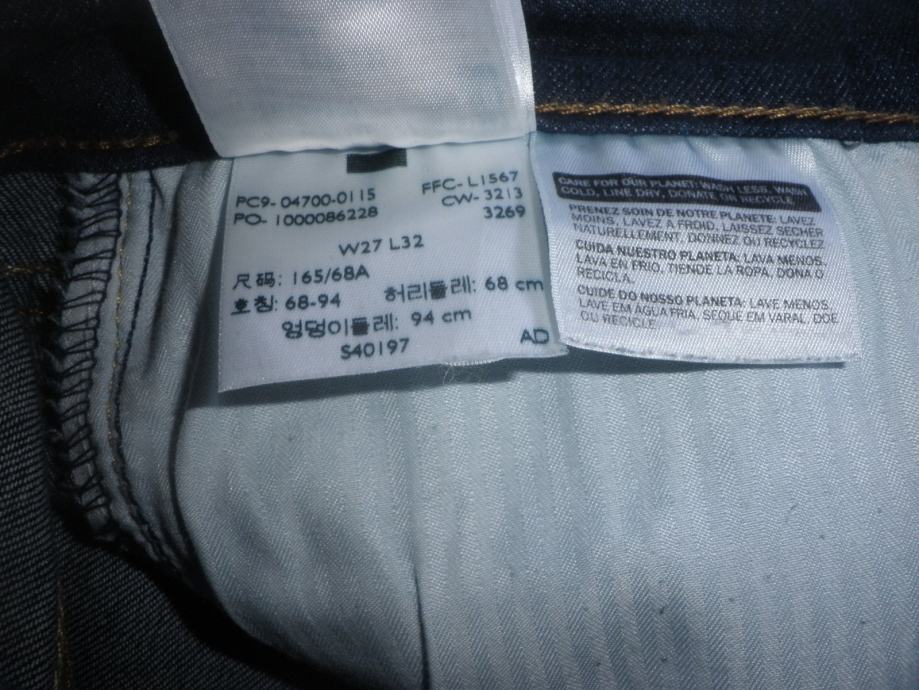 PC9- 04700-0115 FFC- L1567
PO- 1000086228 CW- 3213
3269
W27 L32
尺码: 165/68A
호칭: 68-94 허리둘레: 68 cm
엉덩이둘레: 94 cm
S40197 AD
CARE FOR OUR PLANET: WASH LESS, WASH
COLD, LINE DRY, DONATE OR RECYCLE
PRENEZ SOIN DE NOTRE PLANETE: LAVEZ
MOINS, LAVEZ A FROID, LAISSEZ SECHER
NATURELLEMENT, DONNEZ OU RECYCLEZ
CUIDA NUESTRO PLANETA: LAVA MENOS,
LAVA EN FRIO, TIENDE LA ROPA, DONA O
RECICLA.
CUIDE DO NOSSO PLANETA: LAVE MENOS,
LAVE EM AGUA FRIA, SEQUE EM VARAL, DOE
OU RECICLE.